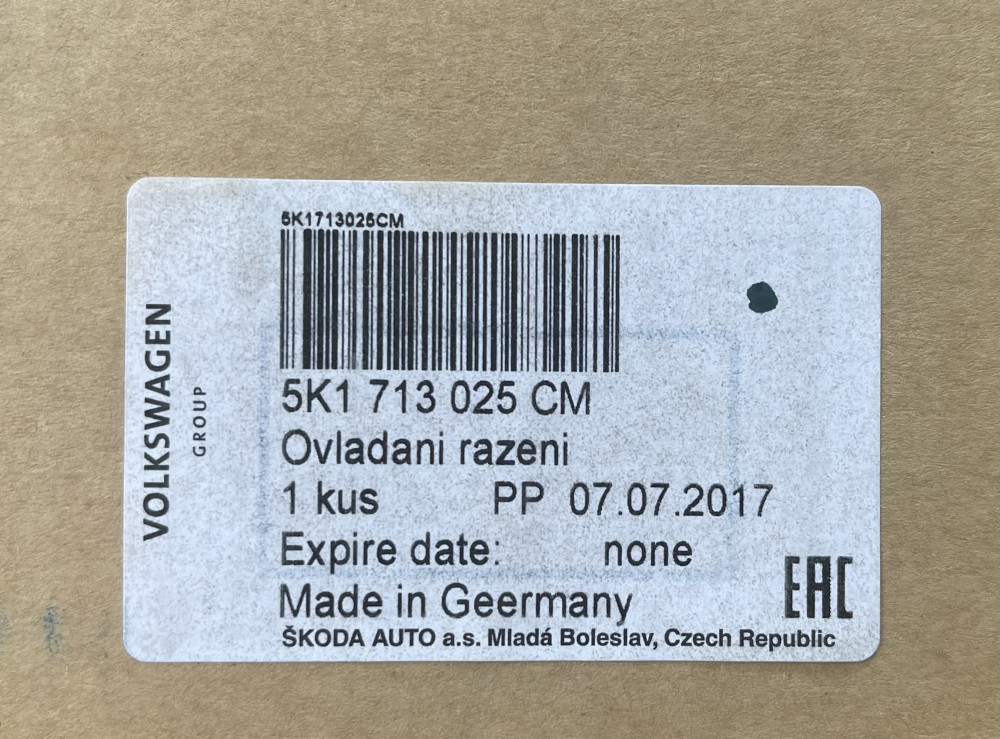 VOLKSWAGEN
GROUP
5K1713025CM
5K1 713 025 CM
Ovladani razeni
1 kus PP 07.07.2017
Expire date: none
Made in Geermany
EAC
ŠKODA AUTO a.s. Mladá Boleslav, Czech Republic